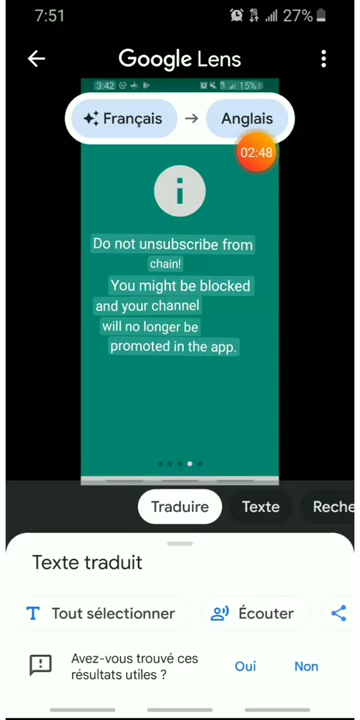 7:51
27%
Google Lens
3:42
15%
Français → Anglais
02:48
i
Do not unsubscribe from
chain!
You might be blocked
and your channel
will no longer be
promoted in the app.
Traduire
Texte
Reche
Texte traduit
T Tout sélectionner
Écouter
Avez-vous trouvé ces
résultats utiles ?
Oui
Non